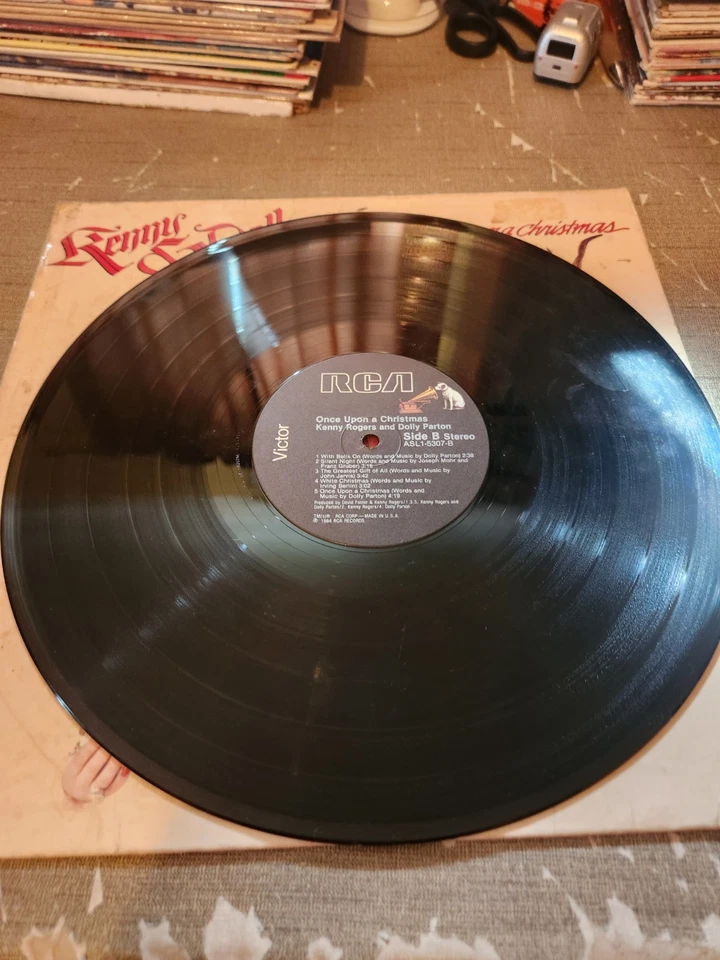 Kenny
a Christmas
RCA
Once Upon a Christmas
Kenny Rogers and Dolly Parton
Victor
Side B Stereo
ASL1-5307-B
1 With Bells On (Words and Music by Dolly Parton) 2:38
2 Silent Night (Words and Music by Joseph Mohr and
Franz Gruber) 3:15
3 The Greatest Gift of All (Words and Music by
John Jarvis) 3:42
4 White Christmas (Words and Music by
Irving Berlin) 3:02
5 Once Upon a Christmas (Words and
Music by Dolly Parton) 4:19
Produced by David Foster & Kenny Rogers/1,3,5, Kenny Rogers and
Dolly Parton/2, Kenny Rogers/4, Dolly Parton
RCA CORP—MADE IN U.S.A.
℗ 1984 RCA RECORDS